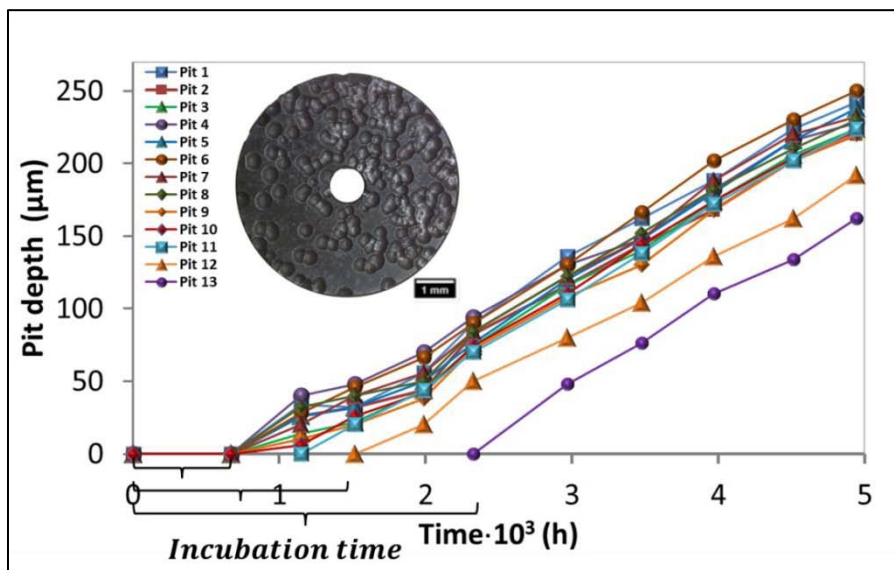 Pit depth (µm)
250
200
150
100
50
0
Pit 1
Pit 2
Pit 3
Pit 4
Pit 5
Pit 6
Pit 7
Pit 8
Pit 9
Pit 10
Pit 11
Pit 12
Pit 13
1 mm
0 1 2 3 4 5
Time·10³ (h)
Incubation time